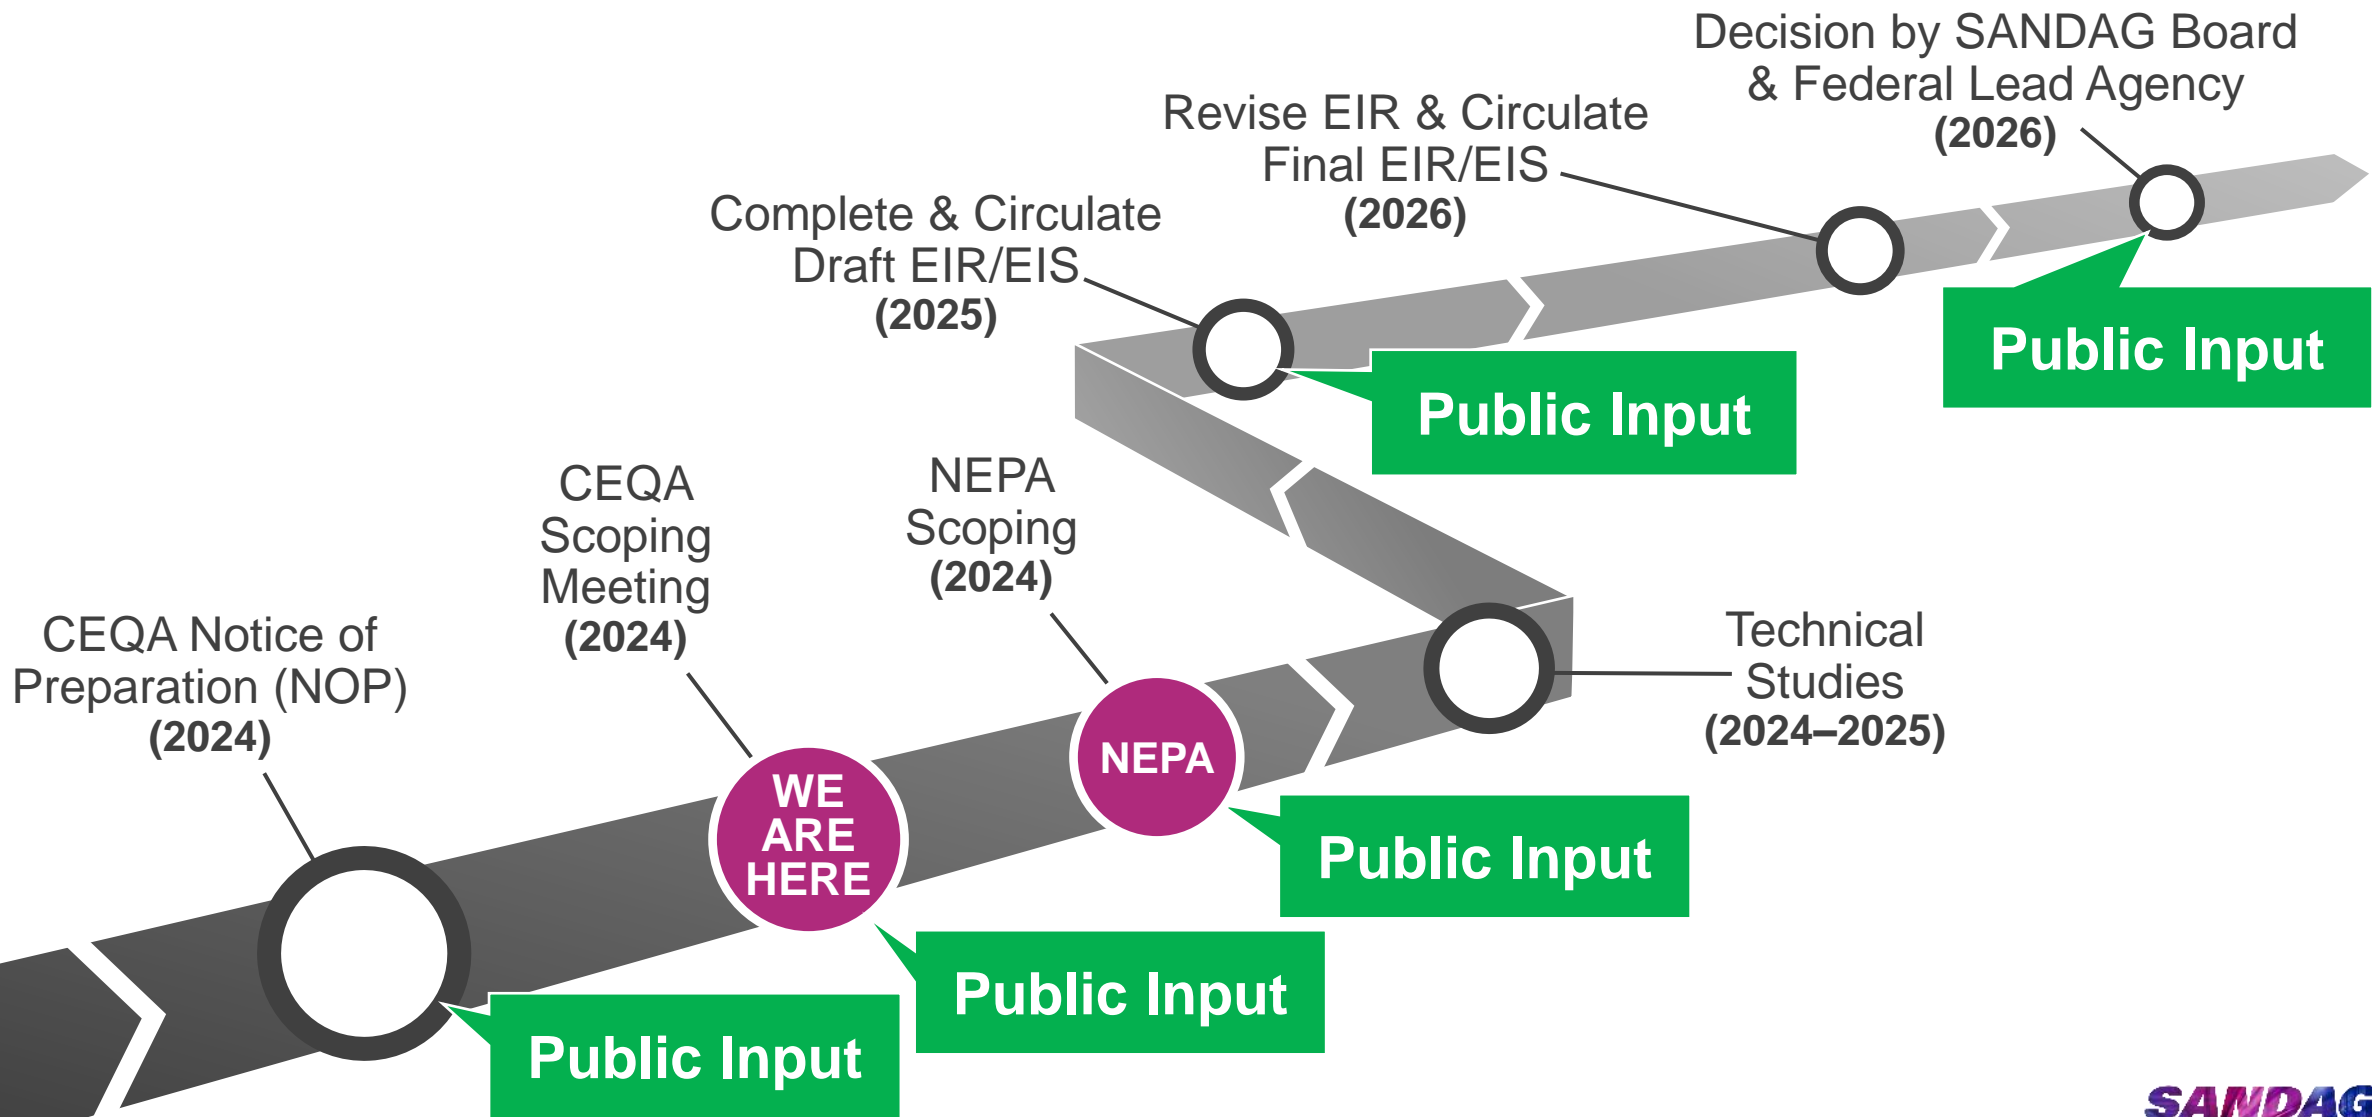 CEQA Notice of
Preparation (NOP)
(2024)
Public Input
CEQA
Scoping
Meeting
(2024)
WE
ARE
HERE
Public Input
NEPA
Scoping
(2024)
NEPA
Public Input
Technical
Studies
(2024–2025)
Complete & Circulate
Draft EIR/EIS
(2025)
Public Input
Revise EIR & Circulate
Final EIR/EIS
(2026)
Decision by SANDAG Board
& Federal Lead Agency
(2026)
Public Input
SANDAG